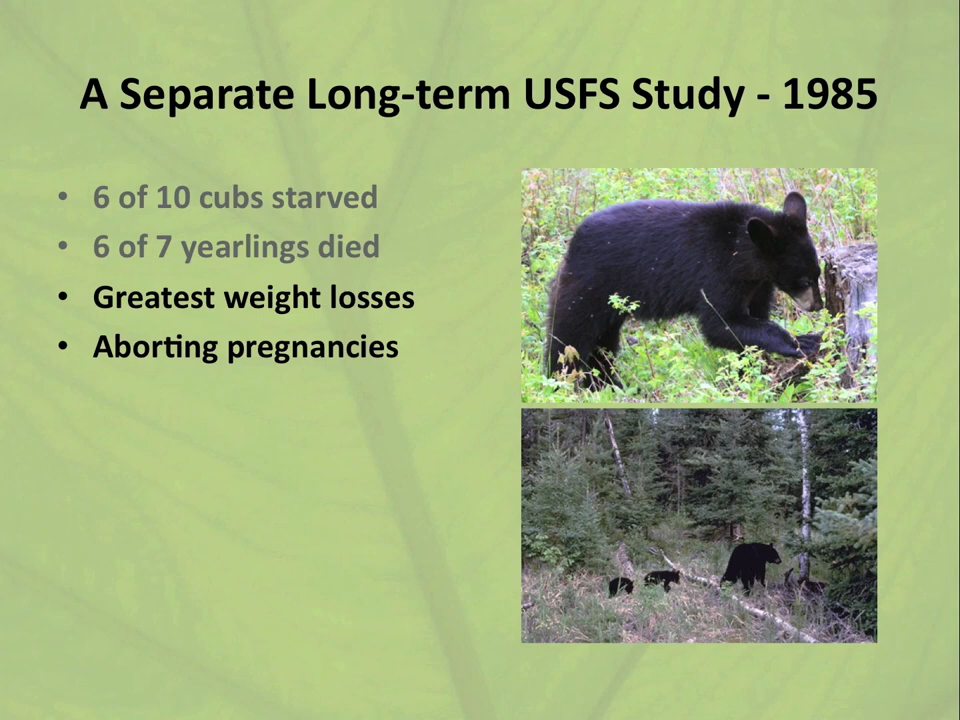 A Separate Long-term USFS Study - 1985
• 6 of 10 cubs starved
• 6 of 7 yearlings died
• Greatest weight losses
• Aborting pregnancies